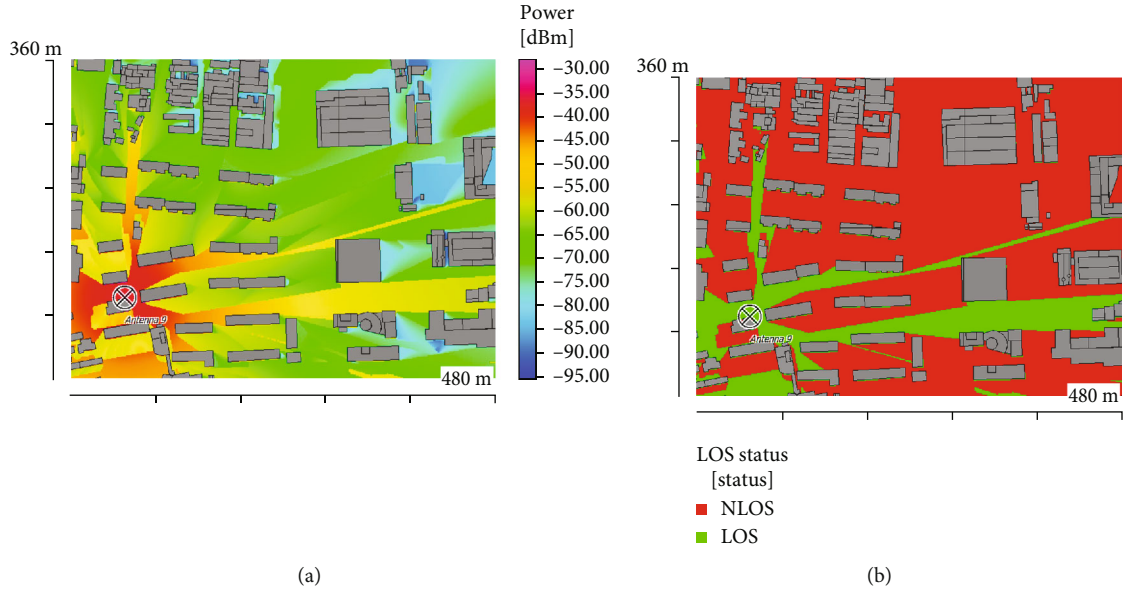 Power
[dBm]
360 m
–30.00
–35.00
–40.00
–45.00
–50.00
–55.00
–60.00
–65.00
–70.00
–75.00
–80.00
–85.00
–90.00
–95.00
Antenna 9
480 m
(a)
360 m
Antenna 9
480 m
LOS status
[status]
NLOS
LOS
(b)